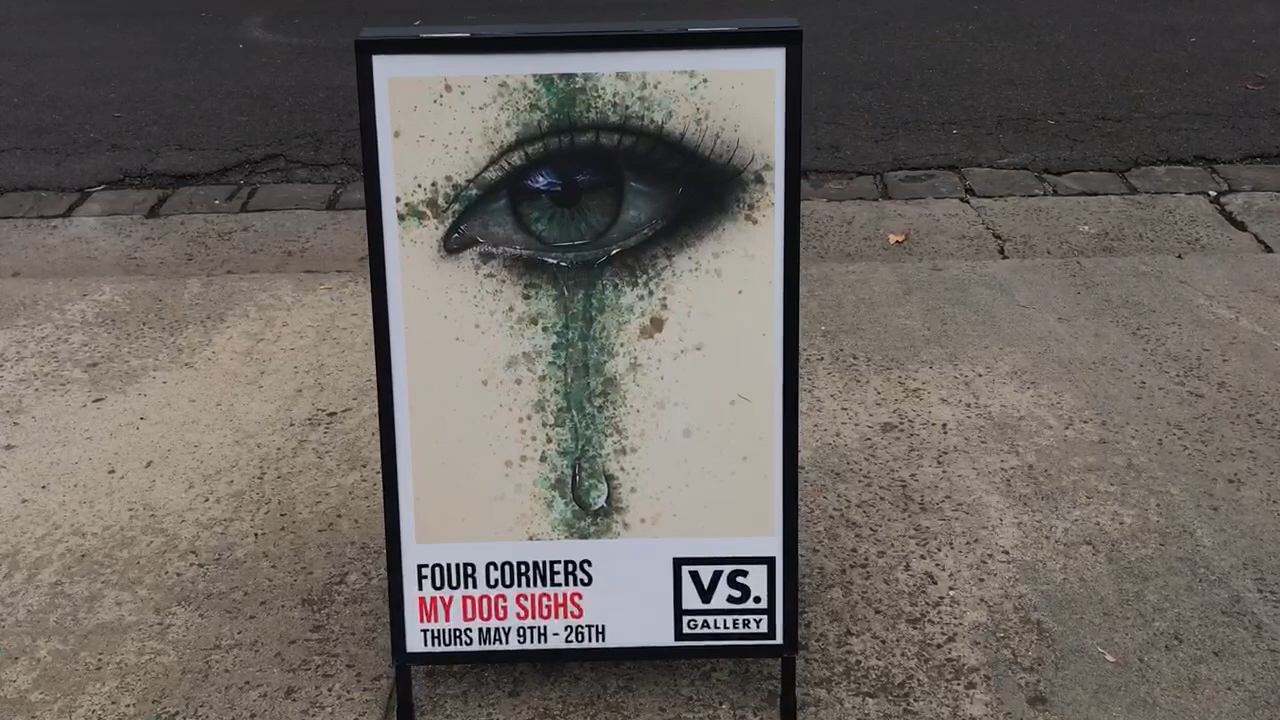 FOUR CORNERS
MY DOG SIGHS
THURS MAY 9TH - 26TH
VS.
GALLERY